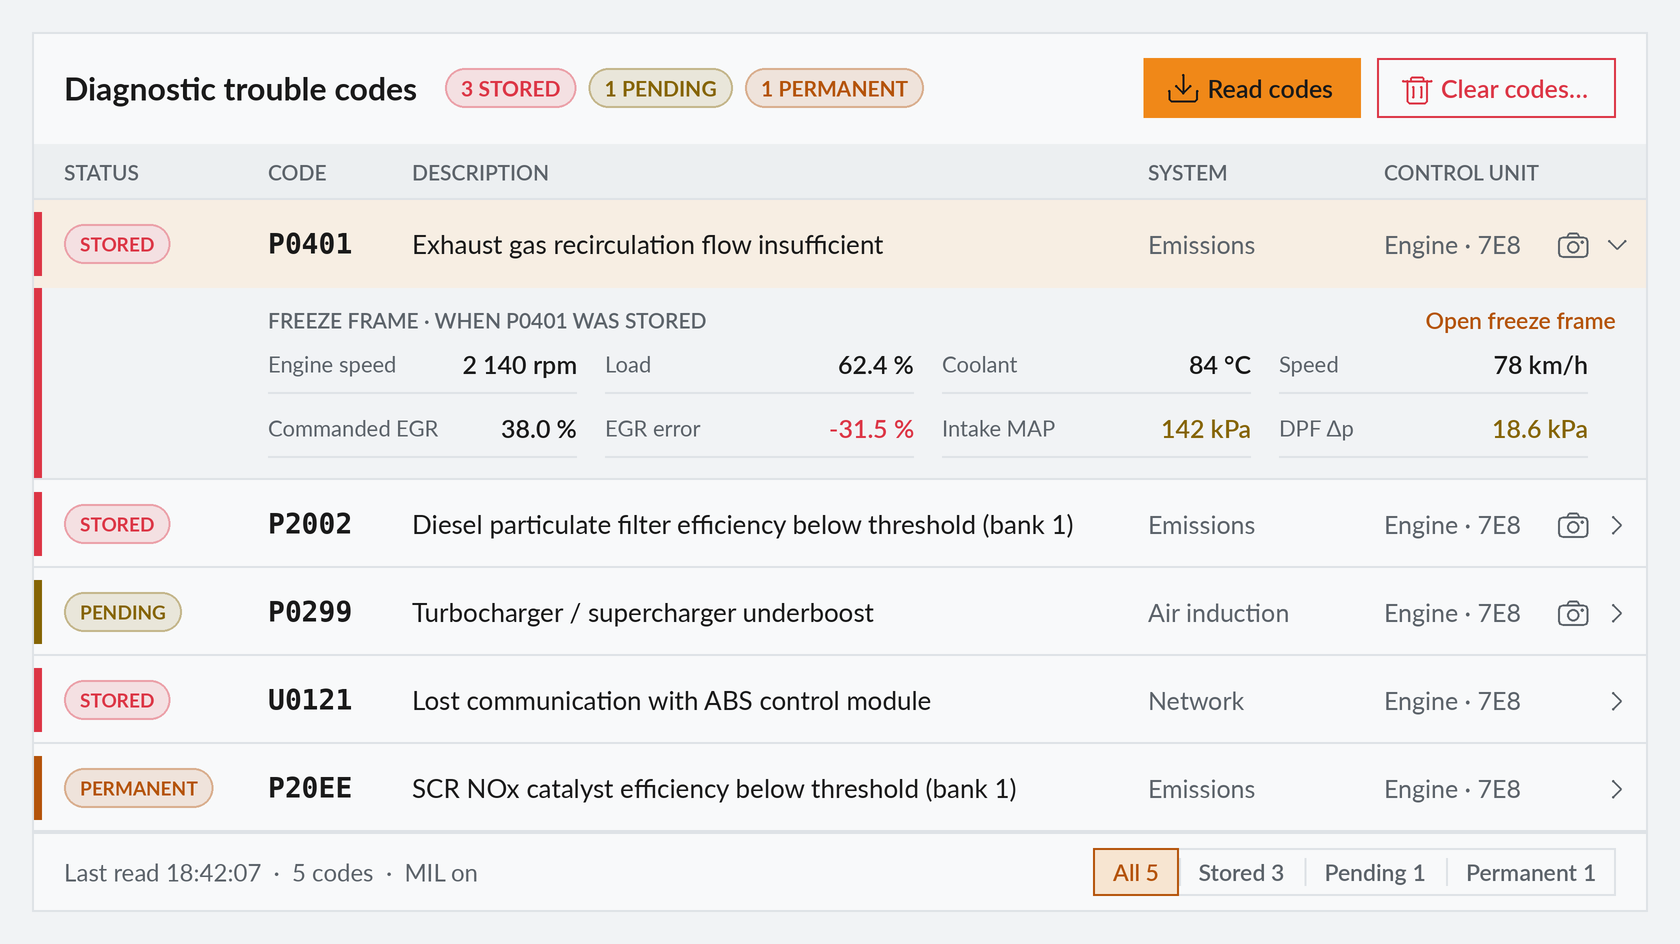 Diagnostic trouble codes 3 STORED 1 PENDING 1 PERMANENT Read codes Clear codes...
STATUS CODE DESCRIPTION SYSTEM CONTROL UNIT
STORED P0401 Exhaust gas recirculation flow insufficient Emissions Engine · 7E8
FREEZE FRAME · WHEN P0401 WAS STORED Open freeze frame
Engine speed 2 140 rpm Load 62.4 % Coolant 84 °C Speed 78 km/h
Commanded EGR 38.0 % EGR error -31.5 % Intake MAP 142 kPa DPF Δp 18.6 kPa
STORED P2002 Diesel particulate filter efficiency below threshold (bank 1) Emissions Engine · 7E8
PENDING P0299 Turbocharger / supercharger underboost Air induction Engine · 7E8
STORED U0121 Lost communication with ABS control module Network Engine · 7E8
PERMANENT P20EE SCR NOx catalyst efficiency below threshold (bank 1) Emissions Engine · 7E8
Last read 18:42:07 · 5 codes · MIL on All 5 Stored 3 Pending 1 Permanent 1